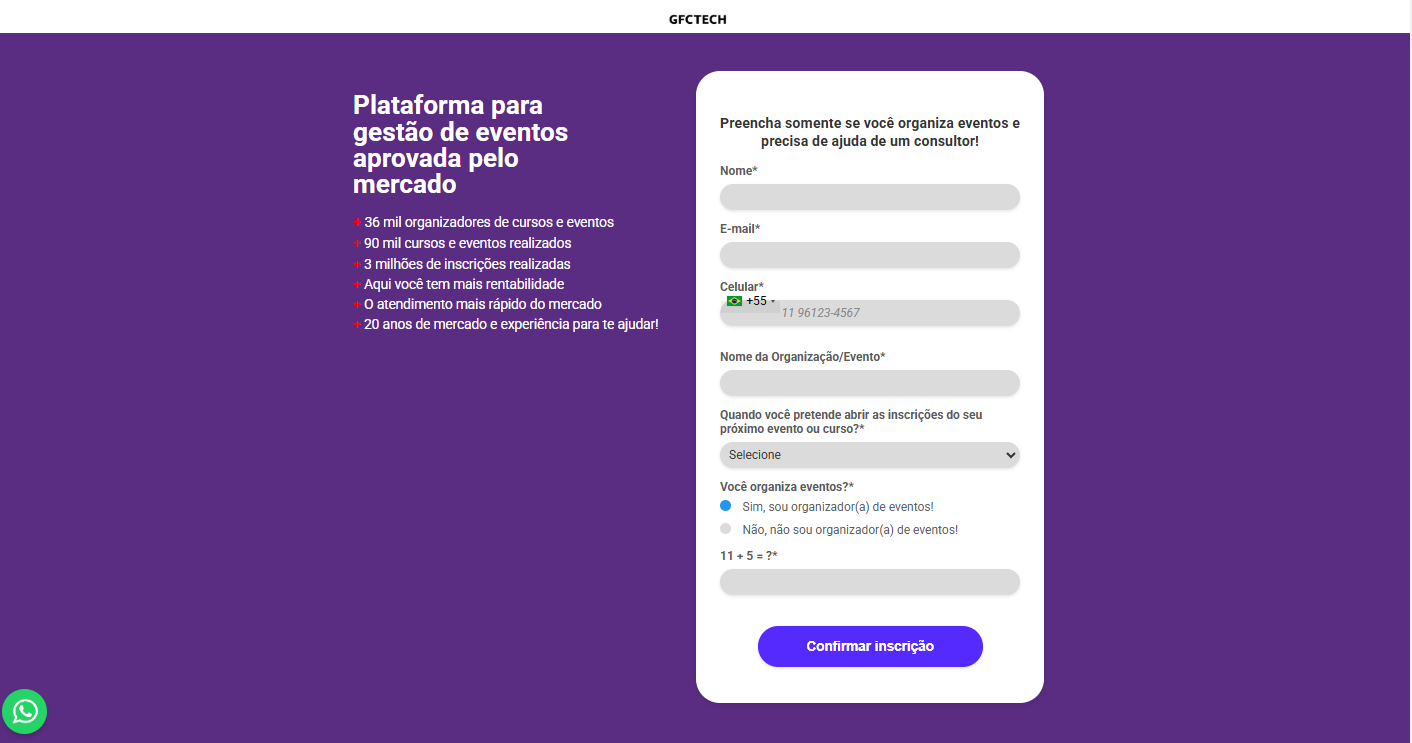 GFCTECH
Plataforma para
gestão de eventos
aprovada pelo
mercado
+ 36 mil organizadores de cursos e eventos
+ 90 mil cursos e eventos realizados
+ 3 milhões de inscrições realizadas
+ Aqui você tem mais rentabilidade
+ O atendimento mais rápido do mercado
+ 20 anos de mercado e experiência para te ajudar!
Preencha somente se você organiza eventos e
precisa de ajuda de um consultor!
Nome*
E-mail*
Celular*
+55
11 96123-4567
Nome da Organização/Evento*
Quando você pretende abrir as inscrições do seu
próximo evento ou curso?*
Selecione
Você organiza eventos?*
Sim, sou organizador(a) de eventos!
Não, não sou organizador(a) de eventos!
11 + 5 = ?*
Confirmar inscrição